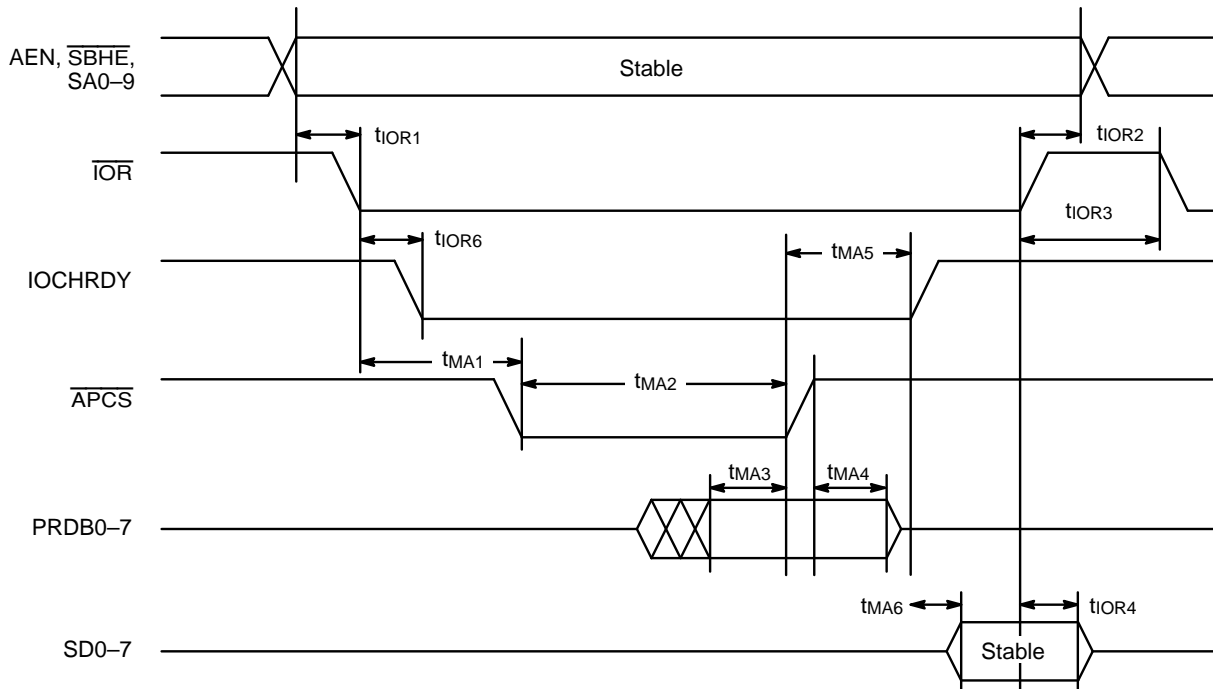 AEN, SBHE,
SA0–9
Stable
tIOR1
tIOR2
IOR
tIOR3
tIOR6
tMA5
IOCHRDY
tMA1
tMA2
APCS
tMA3
tMA4
PRDB0–7
tMA6
tIOR4
SD0–7
Stable